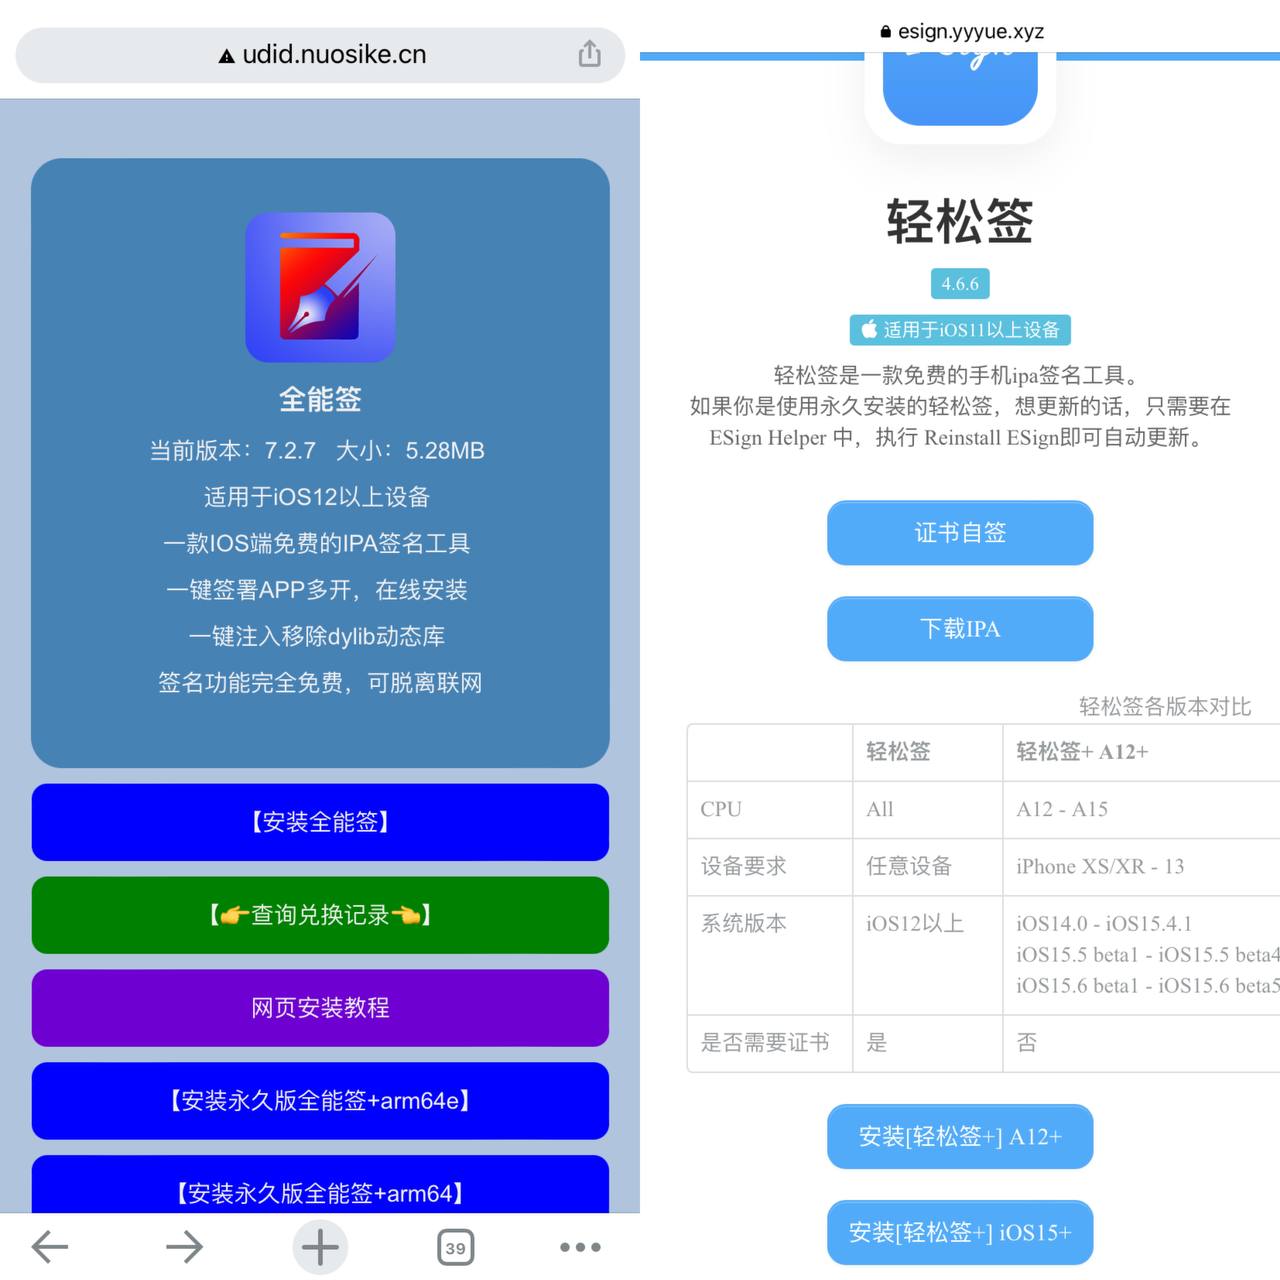 udid.nuosike.cn
全能签
当前版本：7.2.7 大小：5.28MB
适用于iOS12以上设备
一款IOS端免费的IPA签名工具
一键签署APP多开，在线安装
一键注入移除dylib动态库
签名功能完全免费，可脱离联网
【安装全能签】
【👉查询兑换记录👈】
网页安装教程
【安装永久版全能签+arm64e】
【安装永久版全能签+arm64】
39
esign.yyyue.xyz
轻松签
4.6.6
适用于iOS11以上设备
轻松签是一款免费的手机ipa签名工具。
如果你是使用永久安装的轻松签，想更新的话，只需要在
ESign Helper 中，执行 Reinstall ESign即可自动更新。
证书自签
下载IPA
轻松签各版本对比
轻松签 轻松签+ A12+
CPU All A12 - A15
设备要求 任意设备 iPhone XS/XR - 13
系统版本 iOS12以上 iOS14.0 - iOS15.4.1
iOS15.5 beta1 - iOS15.5 beta4
iOS15.6 beta1 - iOS15.6 beta5
是否需要证书 是 否
安装[轻松签+] A12+
安装[轻松签+] iOS15+